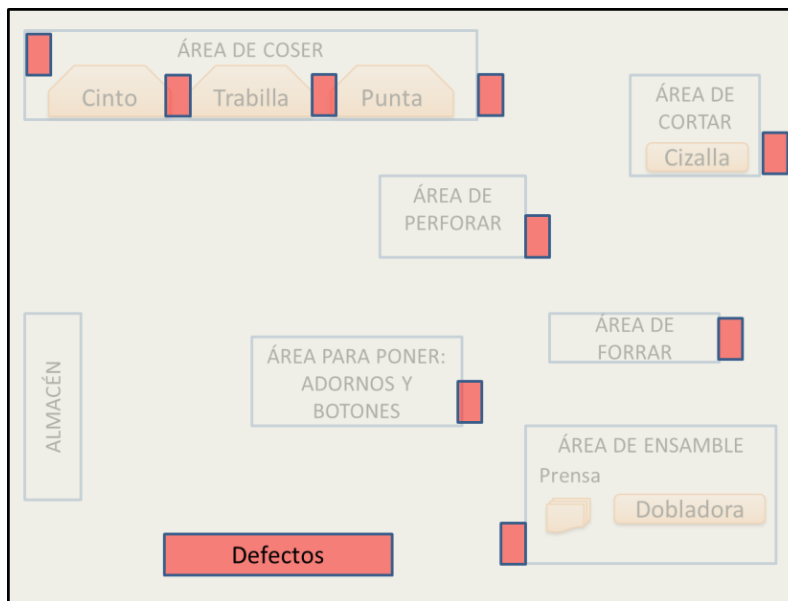 ÁREA DE COSER
Cinto
Trabilla
Punta
ÁREA DE
CORTAR
Cizalla
ÁREA DE
PERFORAR
ÁREA DE
FORRAR
ÁREA PARA PONER:
ADORNOS Y
BOTONES
ALMACÉN
ÁREA DE ENSAMBLE
Prensa
Dobladora
Defectos